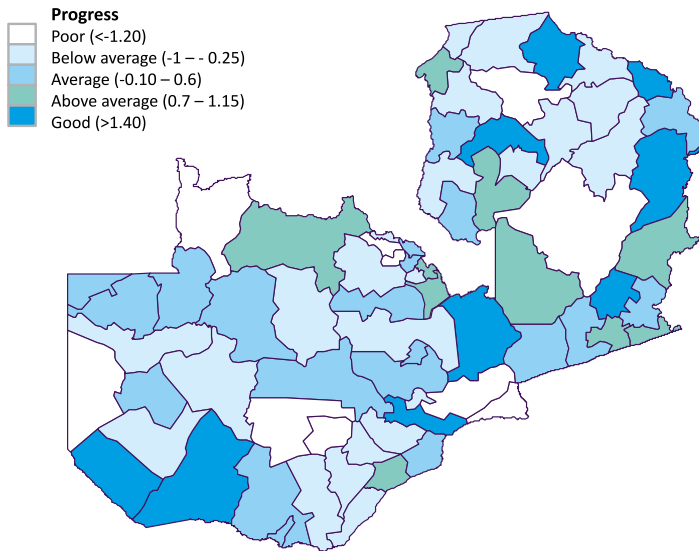 Progress
Poor (<-1.20)
Below average (-1 – - 0.25)
Average (-0.10 – 0.6)
Above average (0.7 – 1.15)
Good (>1.40)